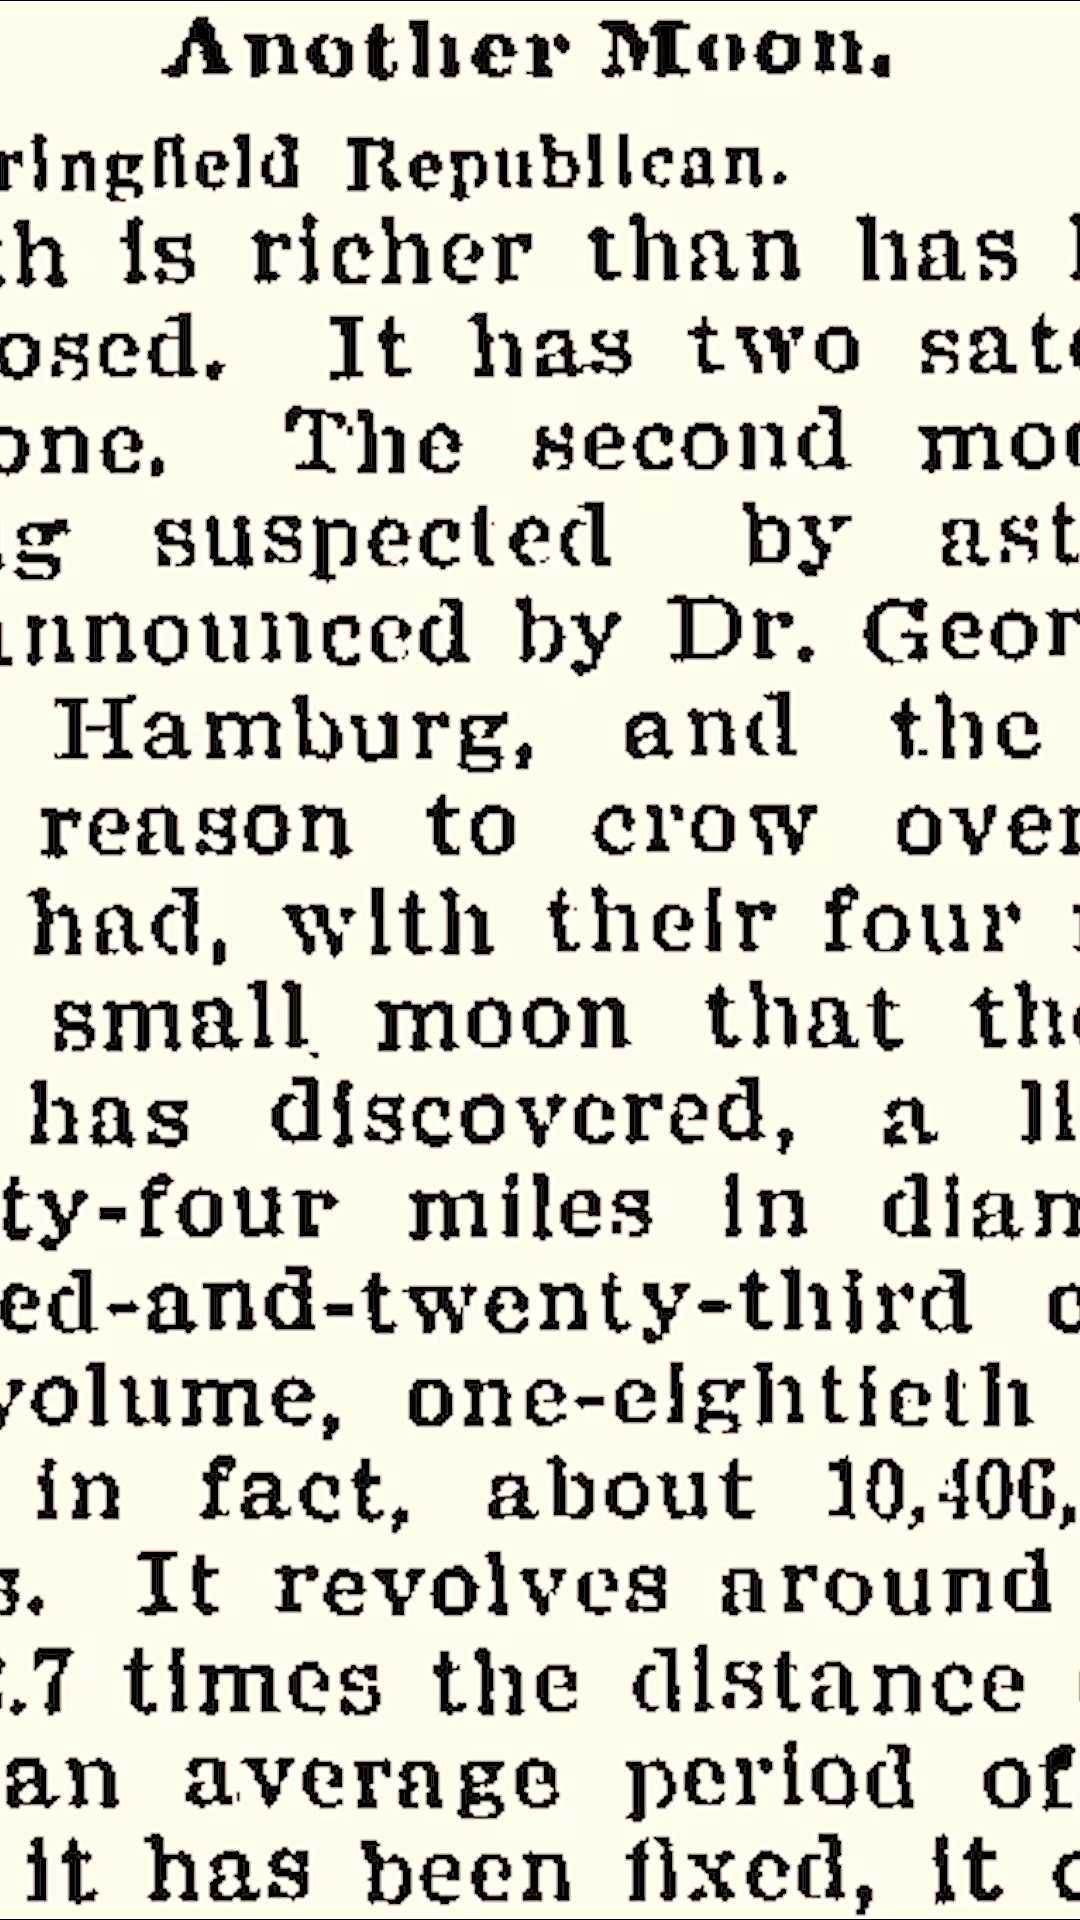 Another Moon.
ringfield Republican.
h is richer than has
osed. It has two sate
one. The second moo
g suspected by ast
nnounced by Dr. Geor
Hamburg, and the
reason to crow over
had, with their four
small moon that the
has discovered, a li
ty-four miles in diam
ed-and-twenty-third
volume, one-eightieth
in fact, about 10,406,
s. It revolves around
.7 times the distance
an average period of
it has been fixed, it